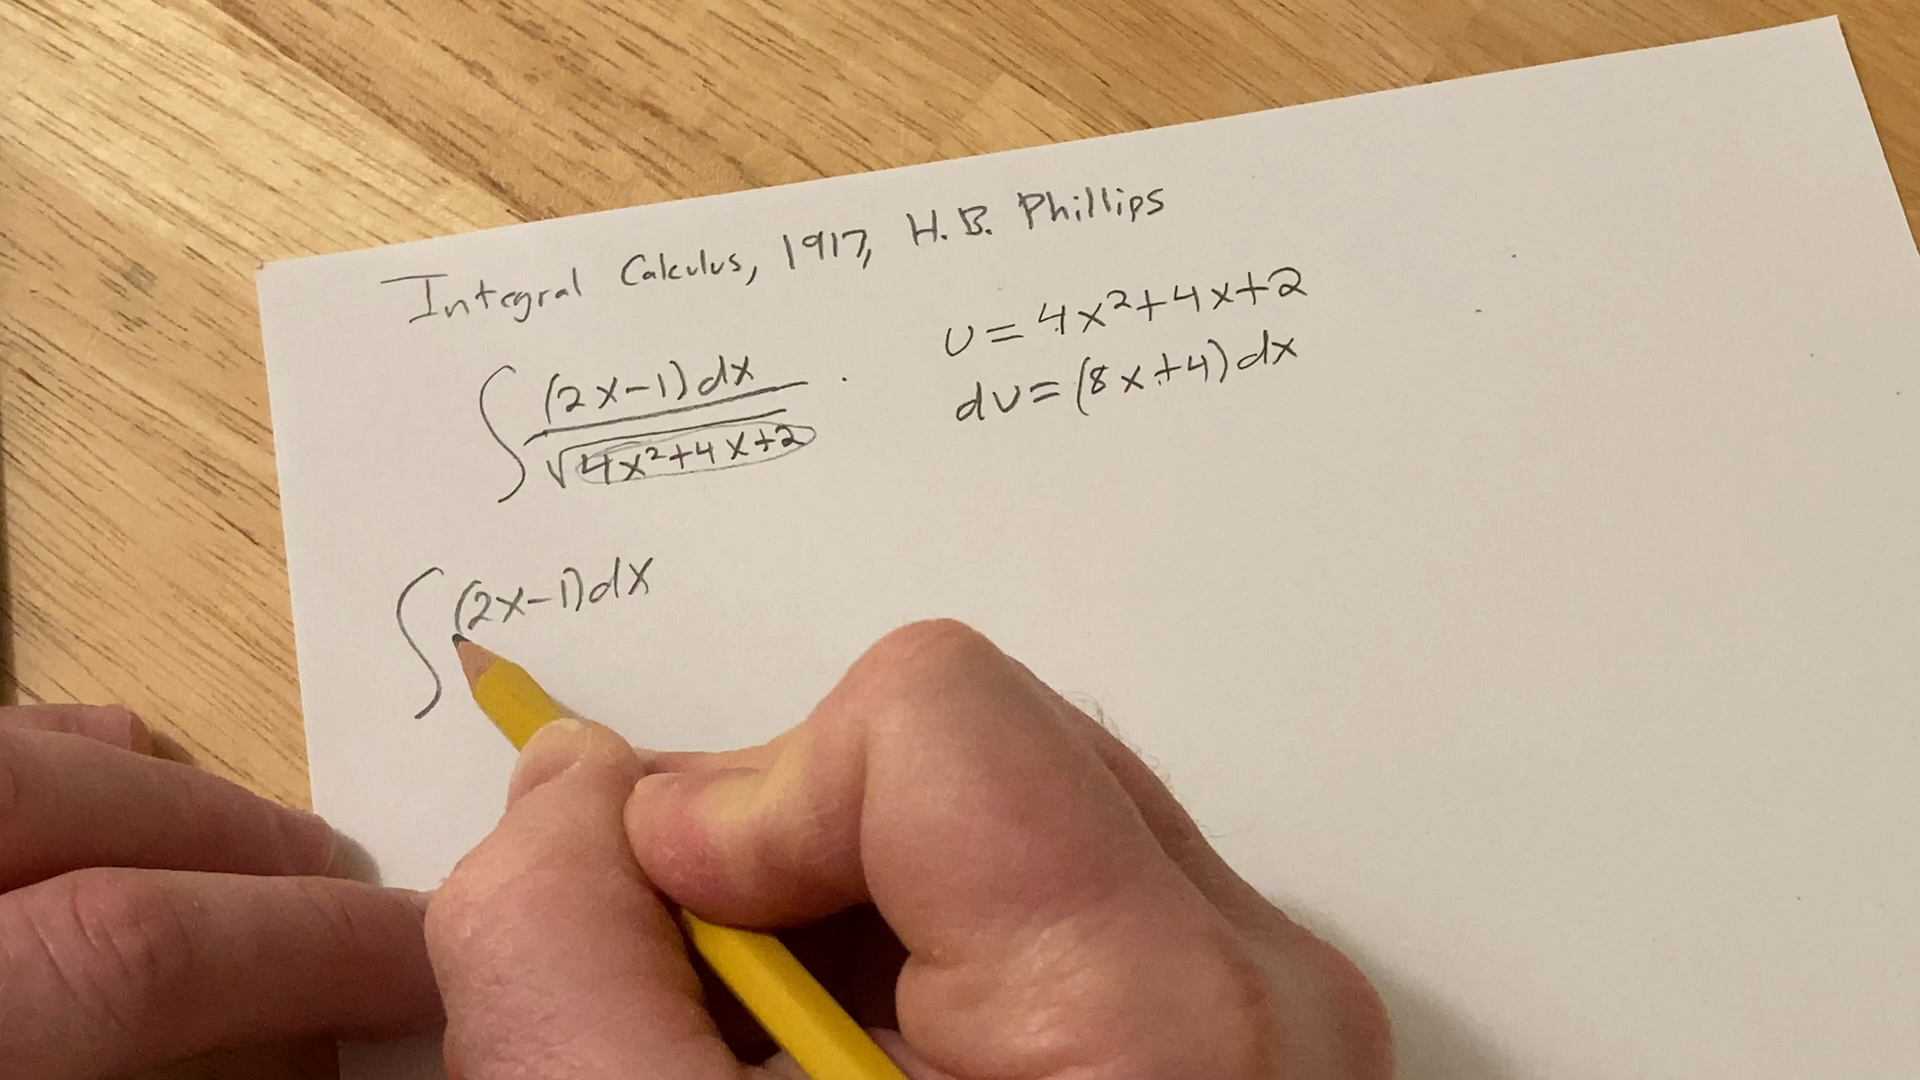 Integral Calculus, 1917, H.B. Phillips
∫ (2x-1)dx / √(4x²+4x+2) .
u = 4x²+4x+2
du = (8x+4)dx
∫ (2x-1)dx